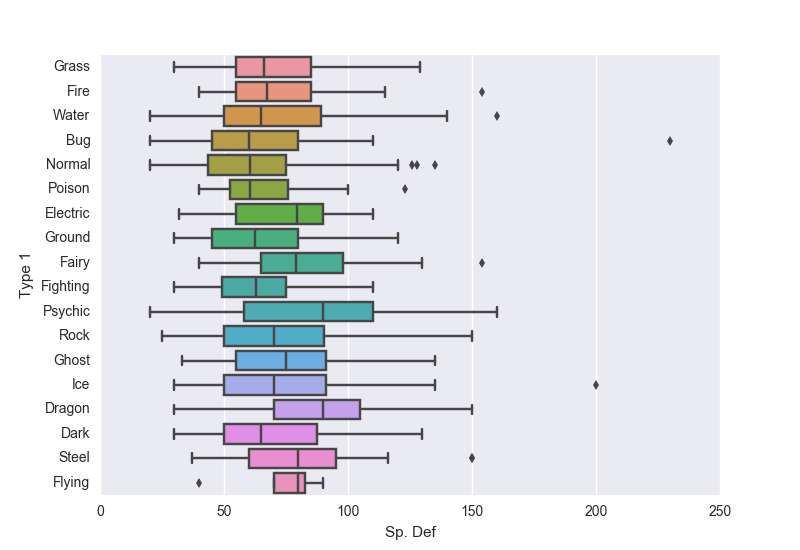 Grass
Fire
Water
Bug
Normal
Poison
Electric
Ground
Fairy
Fighting
Psychic
Rock
Ghost
Ice
Dragon
Dark
Steel
Flying
Type 1
0 50 100 150 200 250
Sp. Def